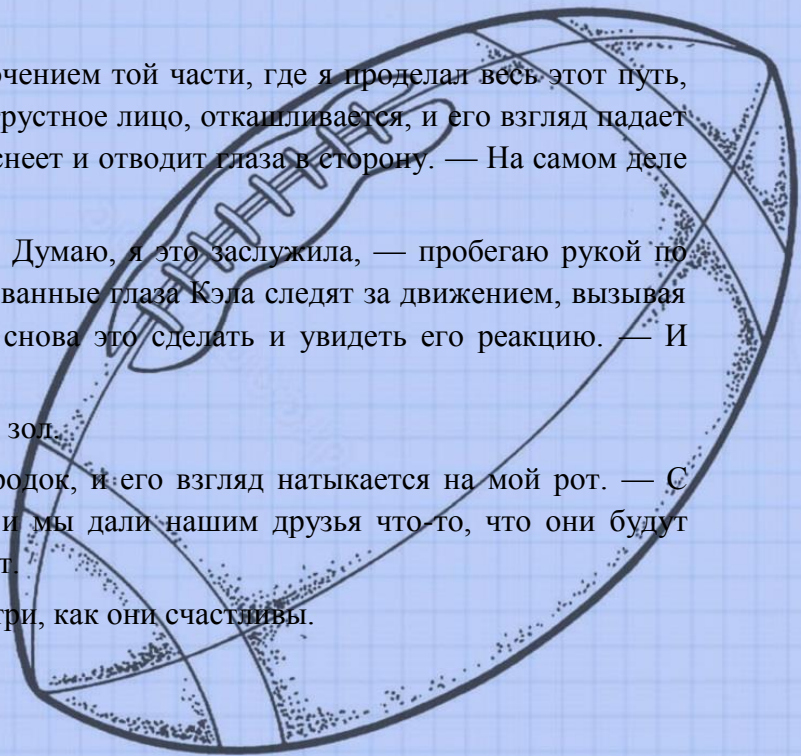 очением той части, где я проделал весь этот путь,
рустное лицо, откашливается, и его взгляд падает
снеет и отводит глаза в сторону. — На самом деле
Думаю, я это заслужила, — пробегаю рукой по
ванные глаза Кэла следят за движением, вызывая
снова это сделать и увидеть его реакцию. — И
зол.
родок, и его взгляд натыкается на мой рот. — С
и мы дали нашим друзья что-то, что они будут
т.
три, как они счастливы.